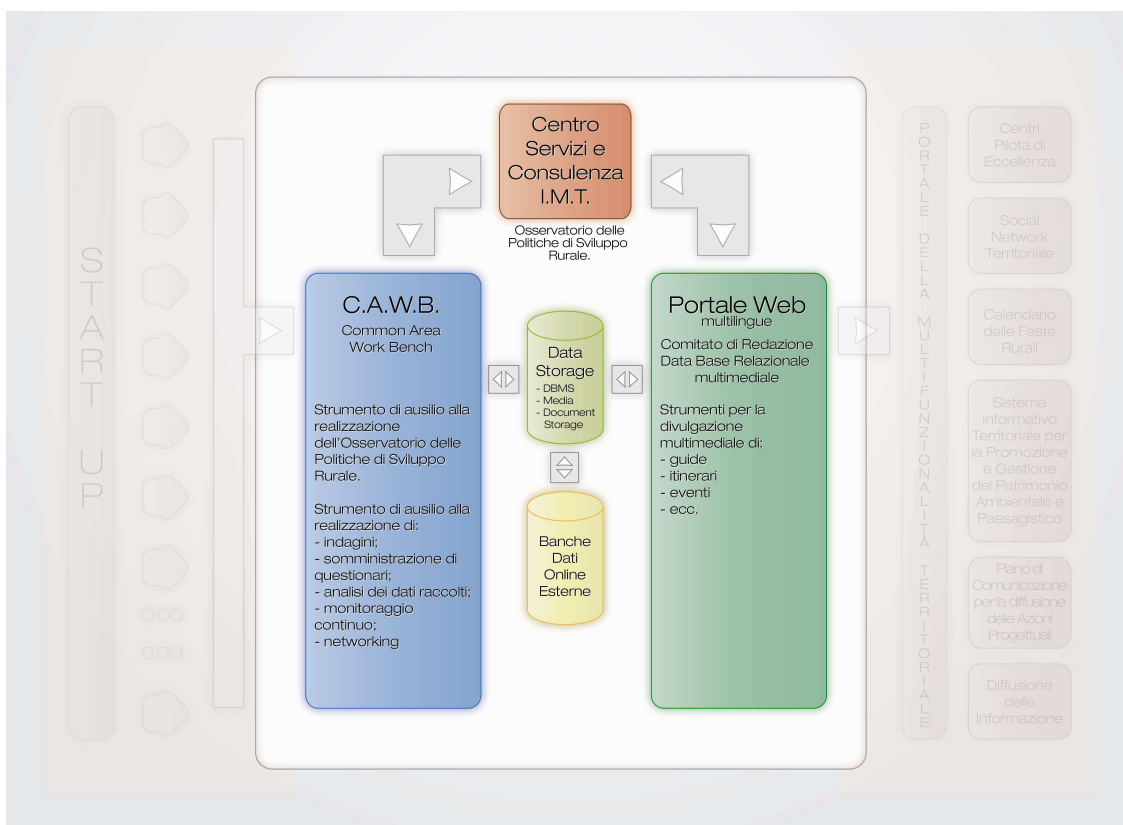 START UP
Centro
Servizi e
Consulenza
I.M.T.
Osservatorio delle
Politiche di Sviluppo
Rurale.
C.A.W.B.
Common Area
Work Bench
Strumento di ausilio alla
realizzazione
dell'Osservatorio delle
Politiche di Sviluppo
Rurale.
Strumento di ausilio alla
realizzazione di:
- indagini;
- somministrazione di
questionari;
- analisi dei dati raccolti;
- monitoraggio
continuo;
- networking
Data
Storage
- DBMS
- Media
- Document
Storage
Banche
Dati
Online
Esterne
Portale Web
multilingue
Comitato di Redazione
Data Base Relazionale
multimediale
Strumenti per la
divulgazione
multimediale di:
- guide
- itinerari
- eventi
- ecc.
PORTALE DELLA MULTIFUNZIONALITÀ TERRITORIALE
Centri
Pilota di
Eccellenza
Social
Network
Territoriale
Calendario
delle Feste
Rurali
Sistema
Informativo
Territoriale per
la Promozione
e Gestione
del Patrimonio
Ambientale e
Paesagistico
Piano di
Comunicazione
per la diffusione
delle Azioni
Progettuali
Diffusione
delle
Informazione